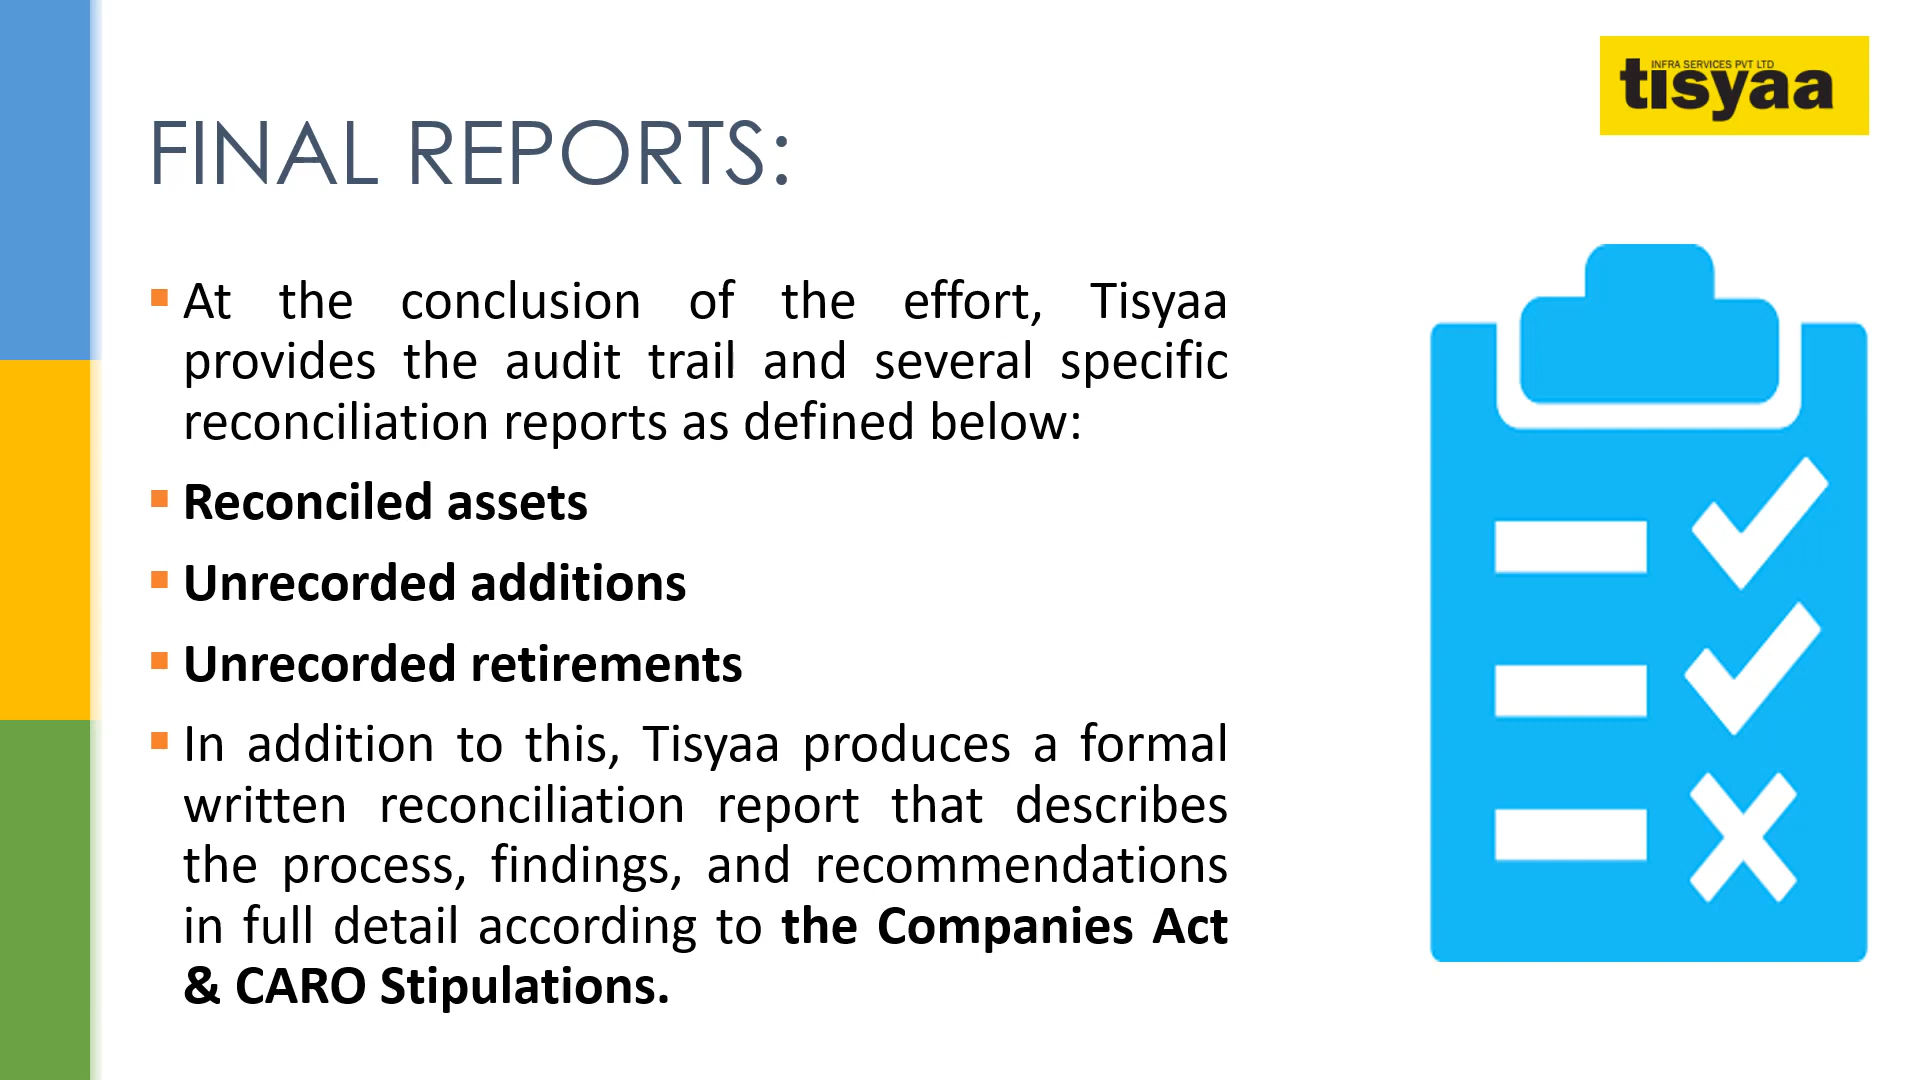 INFRA SERVICES PVT LTD
tisyaa
FINAL REPORTS:
▪ At the conclusion of the effort, Tisyaa
provides the audit trail and several specific
reconciliation reports as defined below:
▪ Reconciled assets
▪ Unrecorded additions
▪ Unrecorded retirements
▪ In addition to this, Tisyaa produces a formal
written reconciliation report that describes
the process, findings, and recommendations
in full detail according to the Companies Act
& CARO Stipulations.